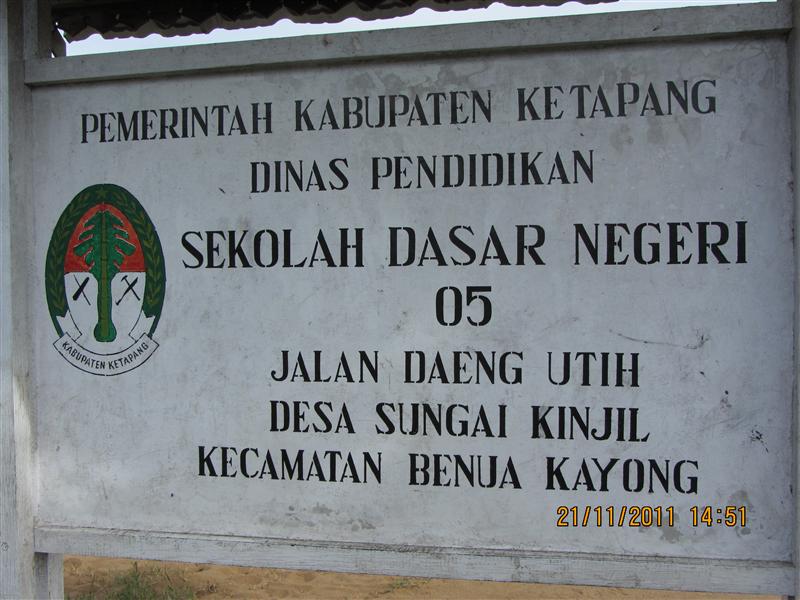 PEMERINTAH KABUPATEN KETAPANG
DINAS PENDIDIKAN
SEKOLAH DASAR NEGERI
05
KABUPATEN KETAPANG
JALAN DAENG UTIH
DESA SUNGAI KINJIL
KECAMATAN BENUA KAYONG
21/11/2011 14:51